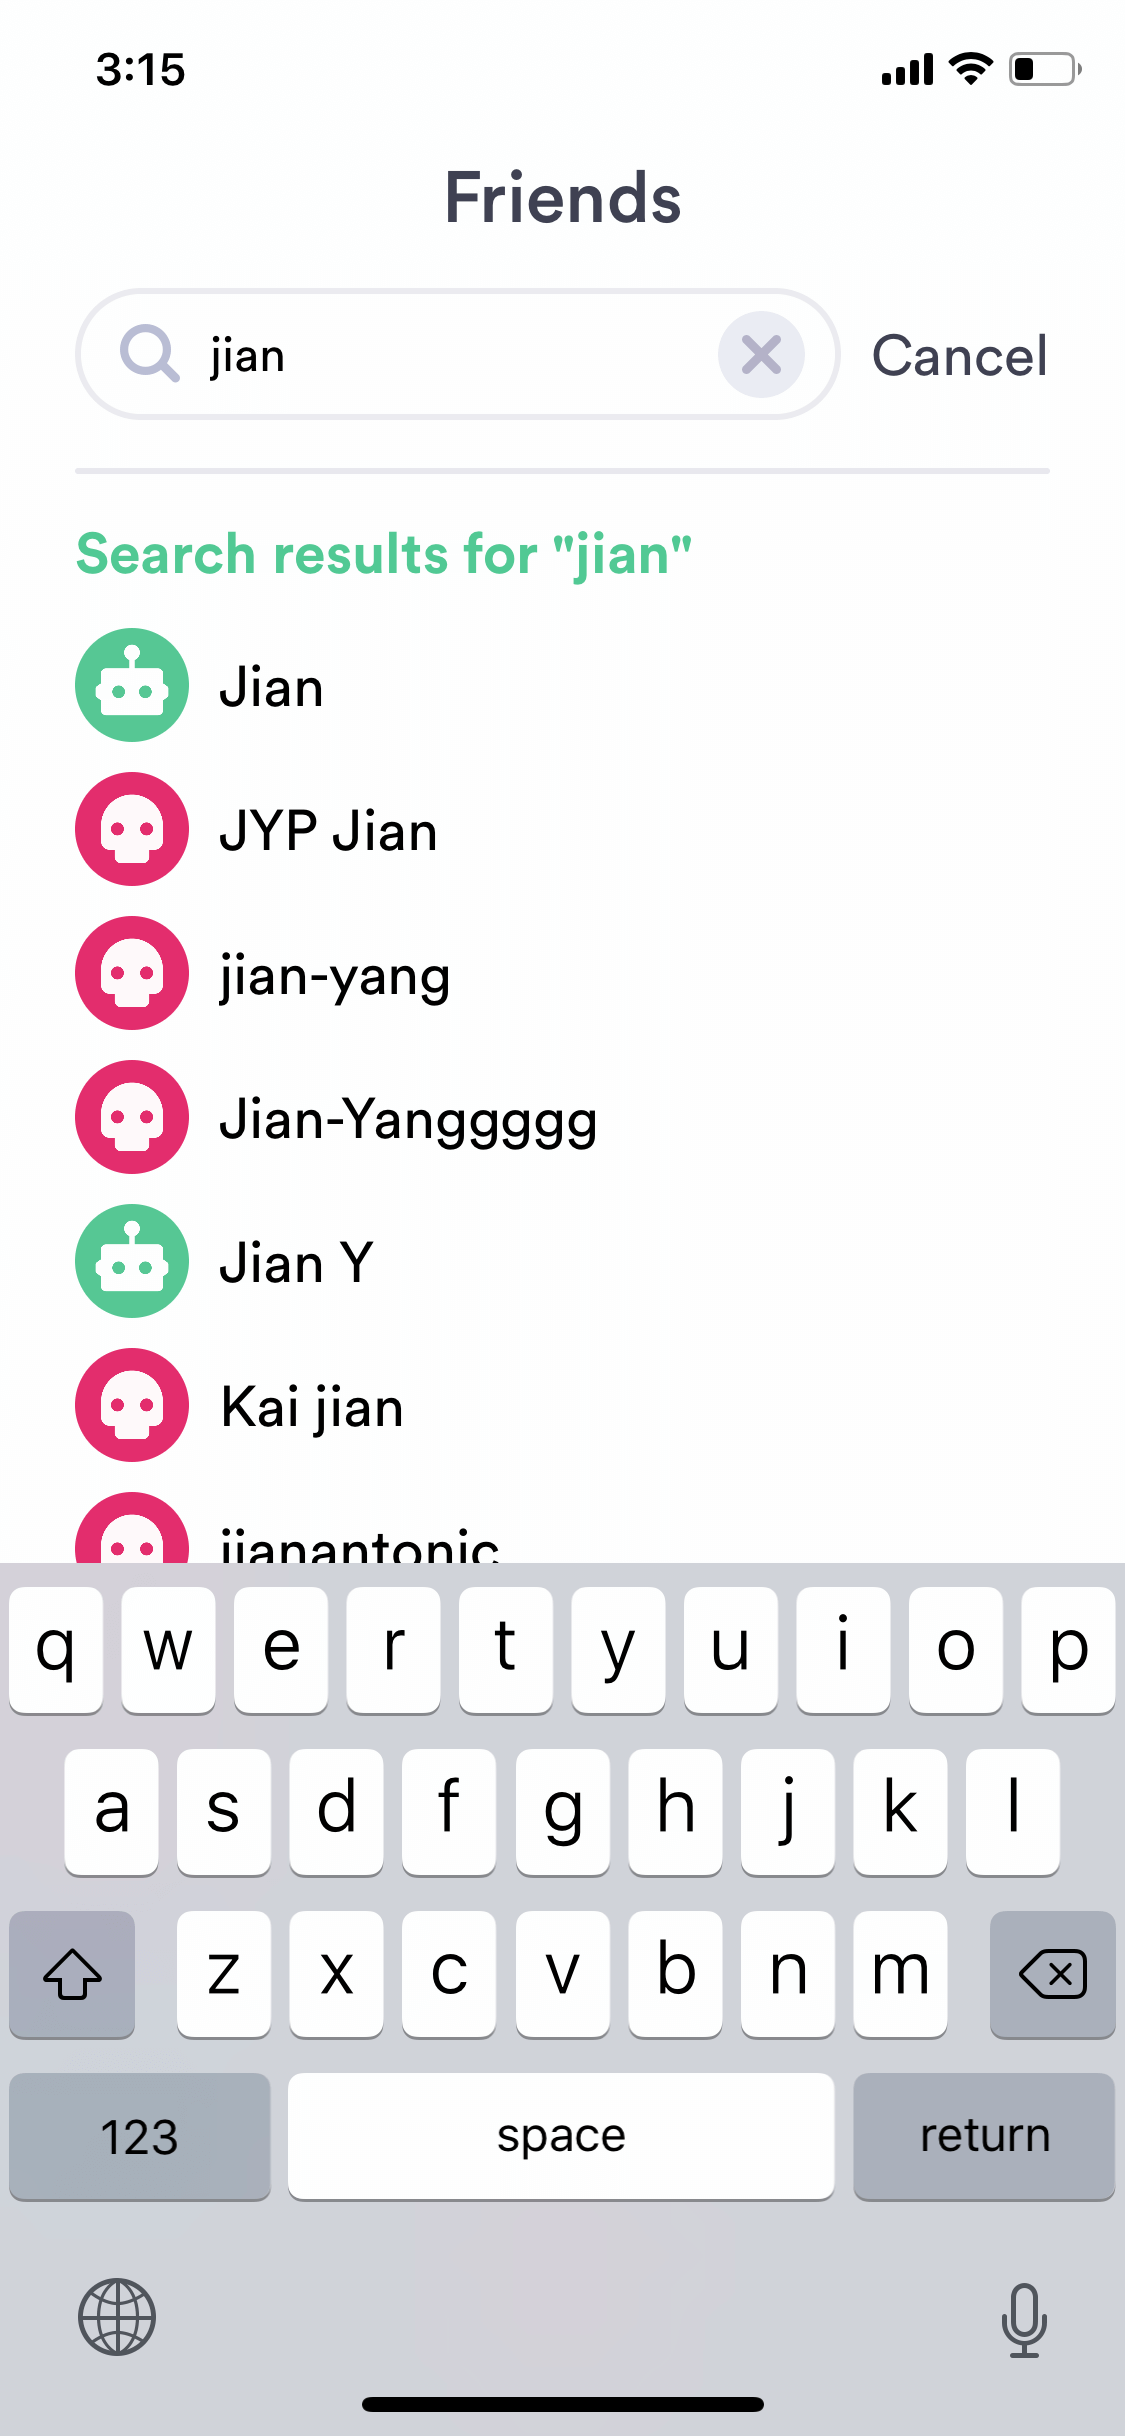 3:15
Friends
jian
Cancel
Search results for "jian"
Jian
JYP Jian
jian-yang
Jian-Yanggggg
Jian Y
Kai jian
jianantonic
q w e r t y u i o p
a s d f g h j k l
z x c v b n m
123 space return